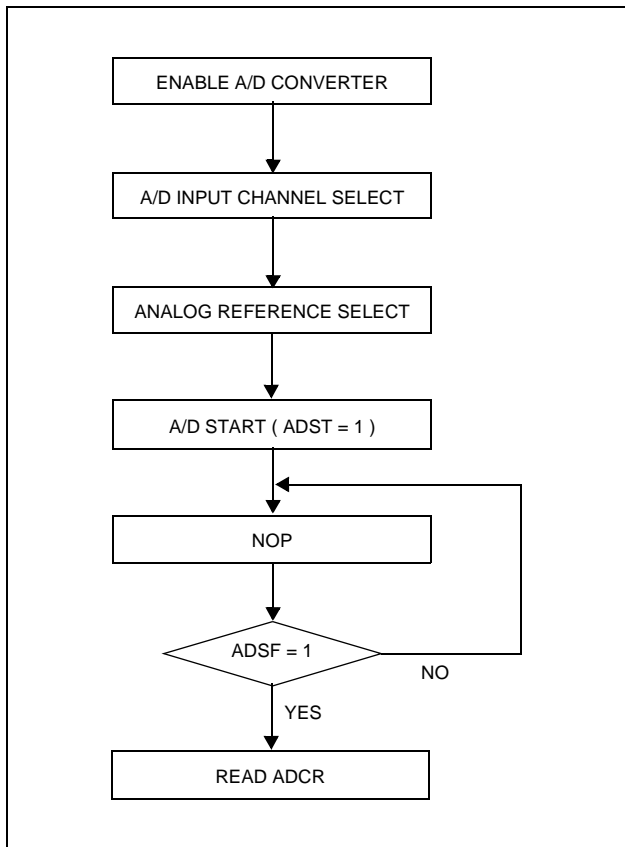 ENABLE A/D CONVERTER
A/D INPUT CHANNEL SELECT
ANALOG REFERENCE SELECT
A/D START ( ADST = 1 )
NOP
ADSF = 1
NO
YES
READ ADCR